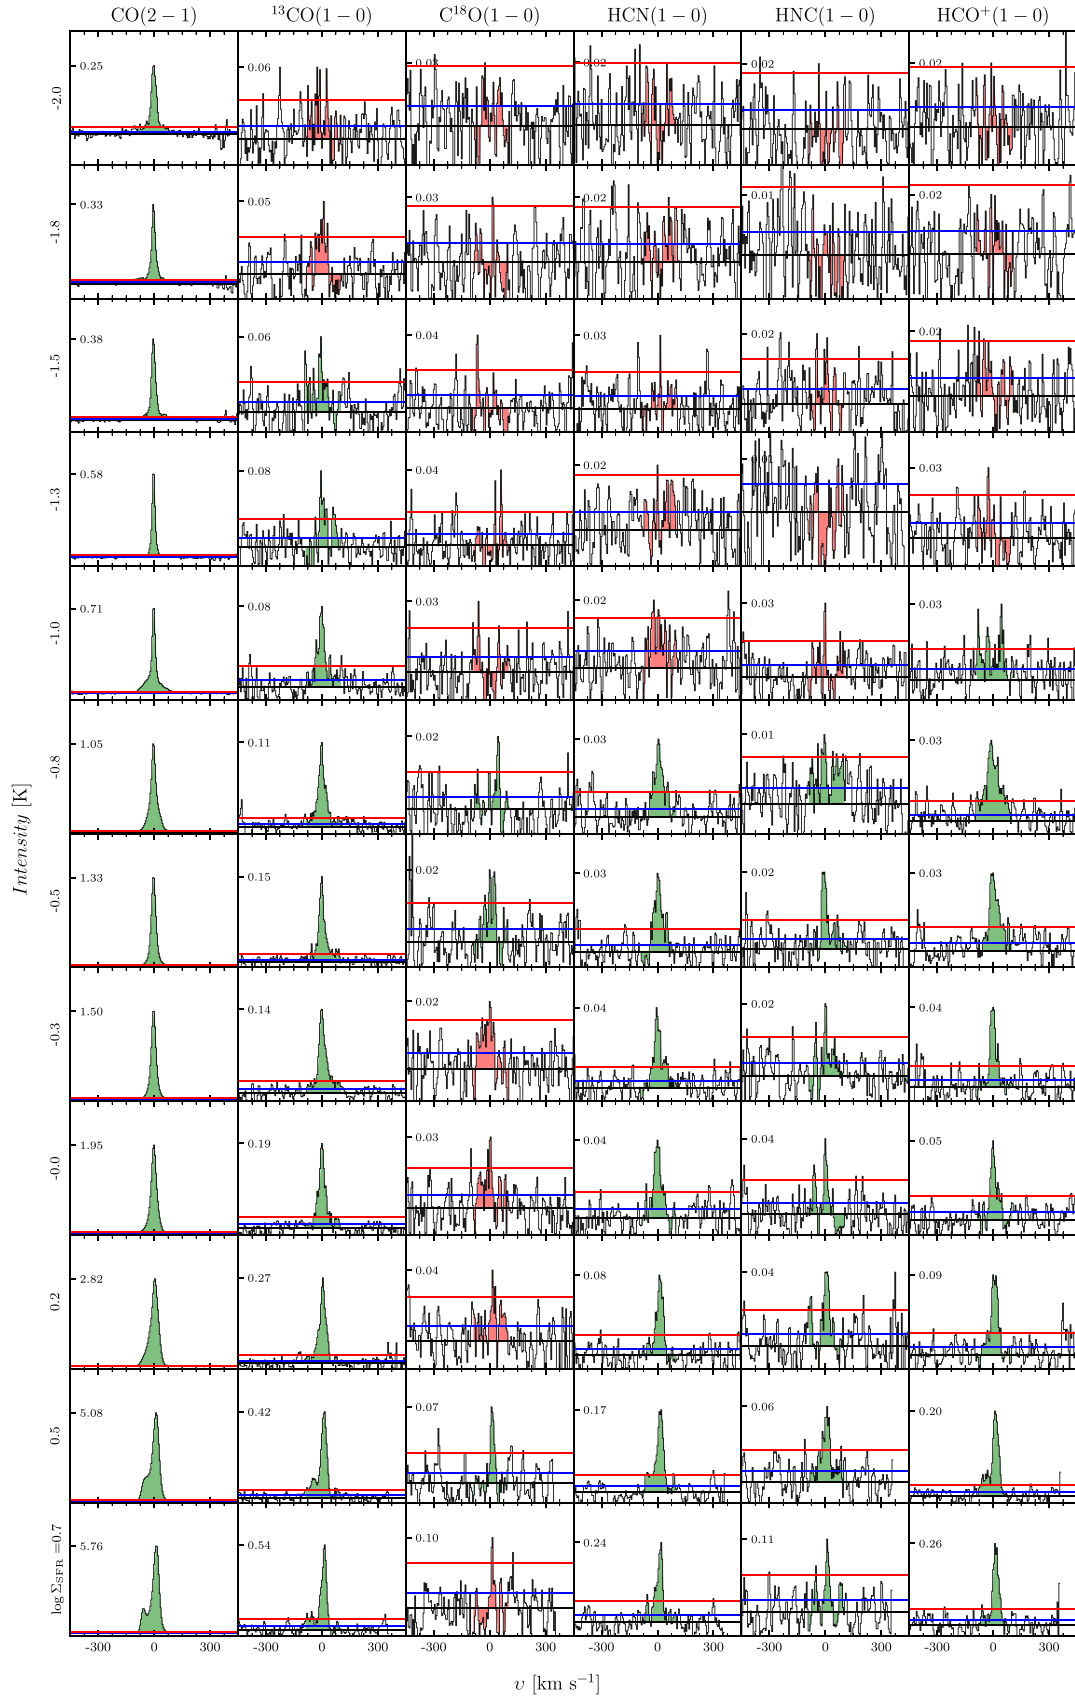 CO(2 − 1) ¹³CO(1 − 0) C¹⁸O(1 − 0) HCN(1 − 0) HNC(1 − 0) HCO⁺(1 − 0)
-2.0 0.25 0.06 0.03 0.02 0.02 0.02
-1.8 0.33 0.05 0.03 0.02 0.01 0.02
-1.5 0.38 0.06 0.04 0.03 0.02 0.02
-1.3 0.58 0.08 0.04 0.02 0.01 0.03
-1.0 0.71 0.08 0.03 0.02 0.03 0.03
-0.8 1.05 0.11 0.02 0.03 0.01 0.03
-0.5 1.33 0.15 0.02 0.03 0.02 0.03
-0.3 1.50 0.14 0.02 0.04 0.02 0.04
-0.0 1.95 0.19 0.03 0.04 0.04 0.05
0.2 2.82 0.27 0.04 0.08 0.04 0.09
0.5 5.08 0.42 0.07 0.17 0.06 0.20
log Σ_SFR =0.7 5.76 0.54 0.10 0.24 0.11 0.26
-300 0 300 -300 0 300 -300 0 300 -300 0 300 -300 0 300 -300 0 300
Intensity [K]
v [km s⁻¹]